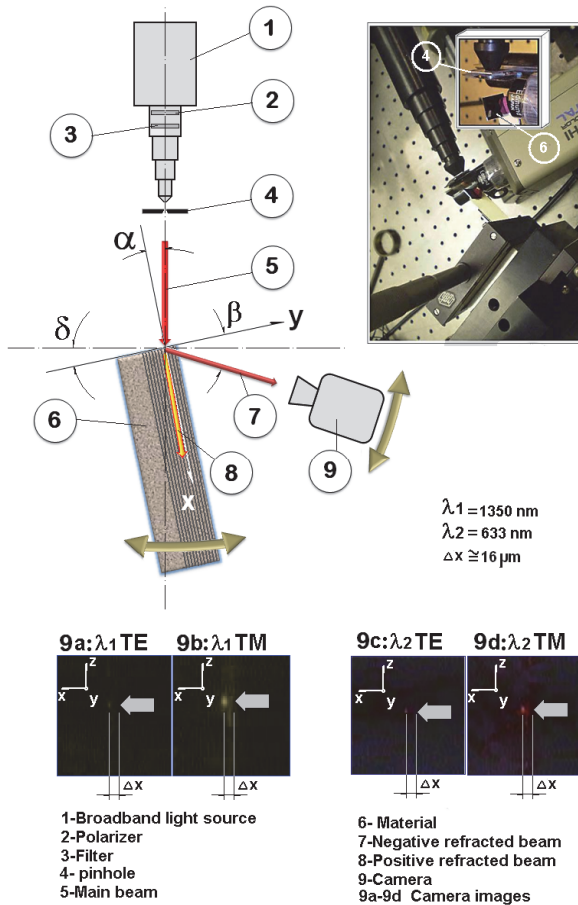 1
2
3
4
α
5
β
y
δ
6
7
8
9
x
4
6
HI
TAL
COLOR
λ1 = 1350 nm
λ2 = 633 nm
Δx ≅ 16 µm
9a: λ1 TE 9b: λ1 TM 9c: λ2 TE 9d: λ2 TM
z z z z
x y x y x y x y
Δx Δx Δx Δx
1-Broadband light source
2-Polarizer
3-Filter
4- pinhole
5-Main beam
6- Material
7-Negative refracted beam
8-Positive refracted beam
9-Camera
9a-9d Camera images